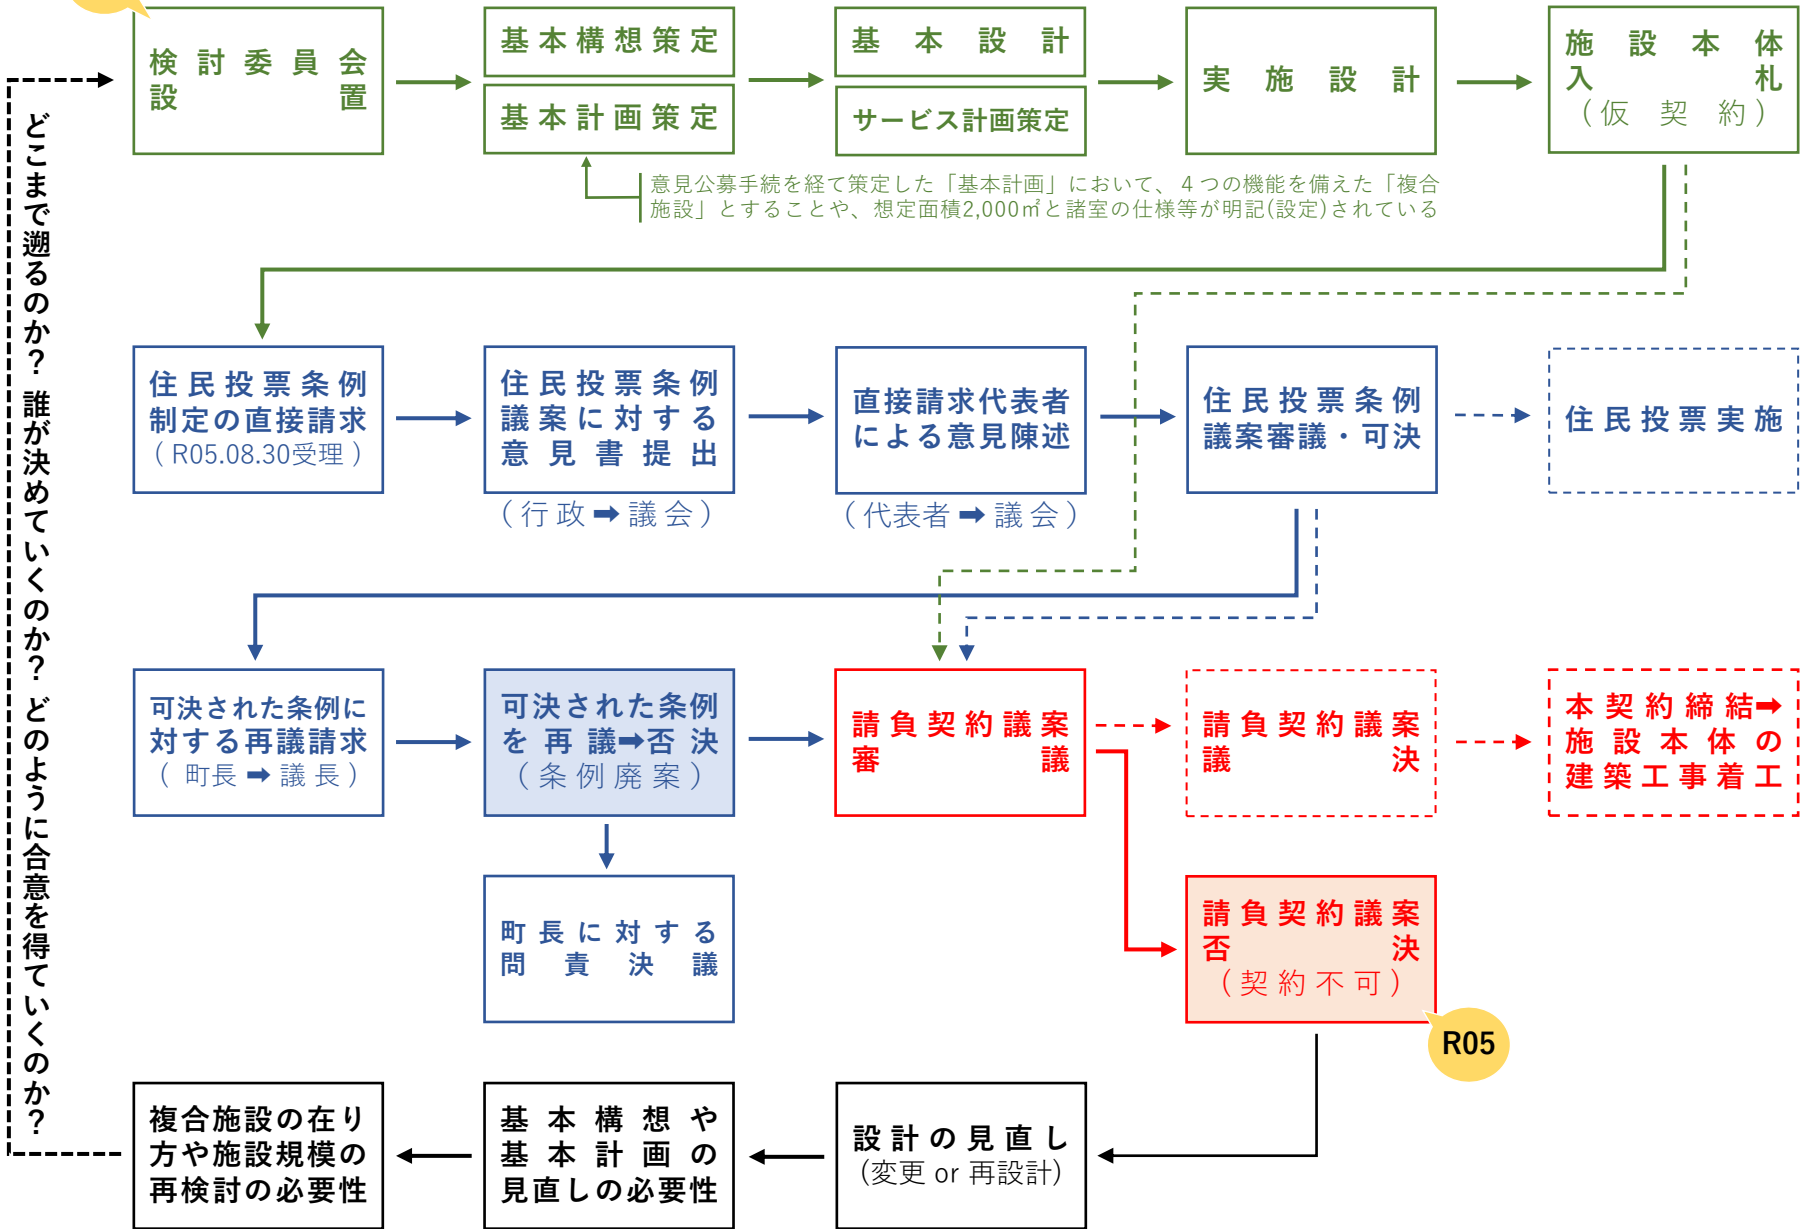 検討委員会
設置
基本構想策定
基本計画策定
基本設計
サービス計画策定
実施設計
施設本体
入札
（仮契約）
意見公募手続を経て策定した「基本計画」において、４つの機能を備えた「複合
施設」とすることや、想定面積2,000㎡と諸室の仕様等が明記(設定)されている
どこまで遡るのか？ 誰が決めていくのか？ どのように合意を得ていくのか？
住民投票条例
制定の直接請求
（R05.08.30受理）
住民投票条例
議案に対する
意見書提出
（行政➡議会）
直接請求代表者
による意見陳述
（代表者➡議会）
住民投票条例
議案審議・可決
住民投票実施
可決された条例に
対する再議請求
（町長➡議長）
可決された条例
を再議➡否決
（条例廃案）
請負契約議案
審議
請負契約議案
議決
本契約締結➡
施設本体の
建築工事着工
町長に対する
問責決議
請負契約議案
否決
（契約不可）
R05
複合施設の在り
方や施設規模の
再検討の必要性
基本構想や
基本計画の
見直しの必要性
設計の見直し
(変更 or 再設計)